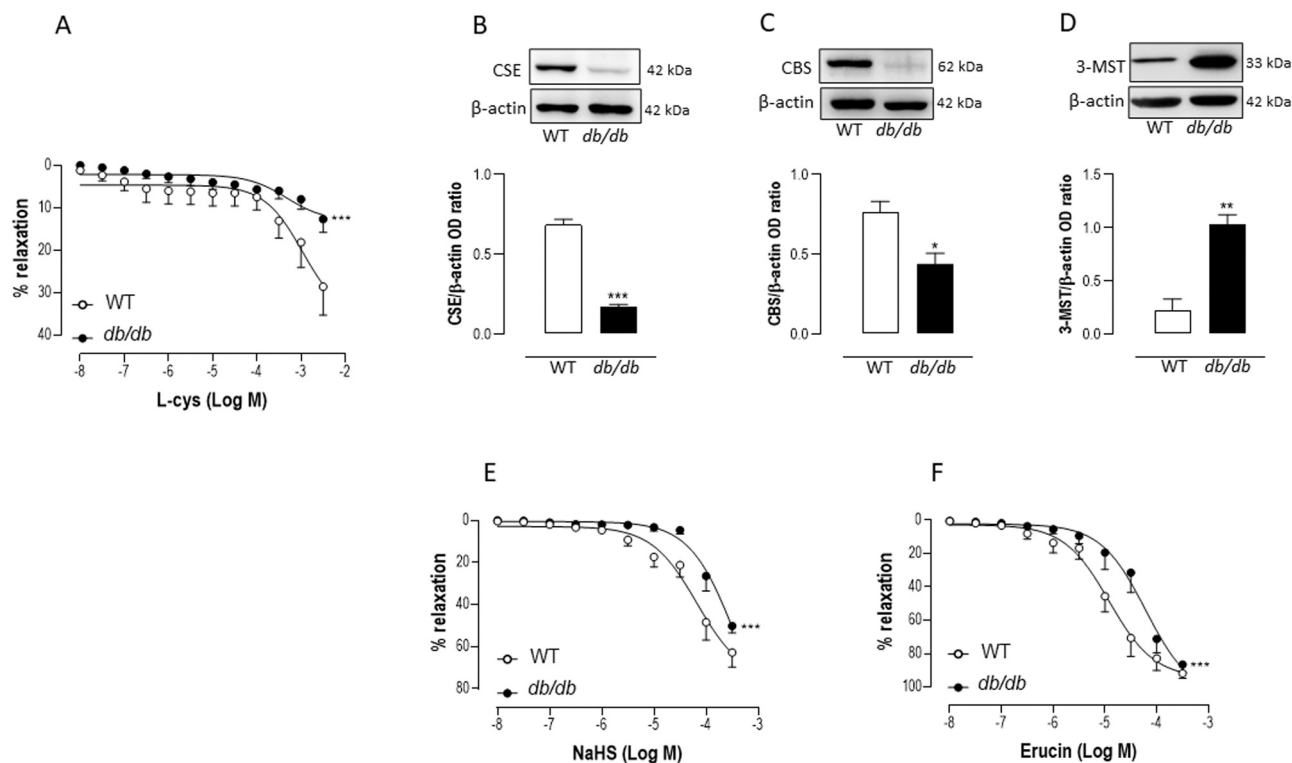 A
0
10
20
30
40
% relaxation
WT
db/db
***
-8 -7 -6 -5 -4 -3 -2
L-cys (Log M)
B
CSE 42 kDa
β-actin 42 kDa
WT db/db
1.0
0.5
0.0
CSE/β-actin OD ratio
***
WT db/db
C
CBS 62 kDa
β-actin 42 kDa
WT db/db
1.0
0.5
0.0
CBS/β-actin OD ratio
*
WT db/db
D
3-MST 33 kDa
β-actin 42 kDa
WT db/db
1.5
1.0
0.5
0.0
3-MST/β-actin OD ratio
**
WT db/db
E
0
20
40
60
80
% relaxation
WT
db/db
***
-8 -7 -6 -5 -4 -3
NaHS (Log M)
F
0
20
40
60
80
100
% relaxation
WT
db/db
***
-8 -7 -6 -5 -4 -3
Erucin (Log M)